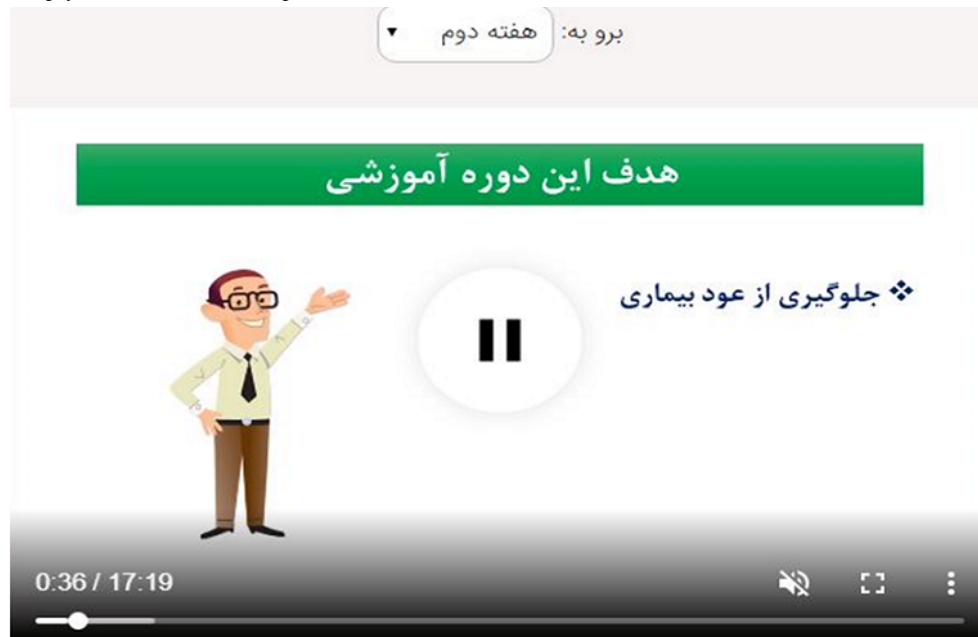 برو به: هفته دوم
هدف این دوره آموزشی
❖ جلوگیری از عود بیماری
0:36 / 17:19